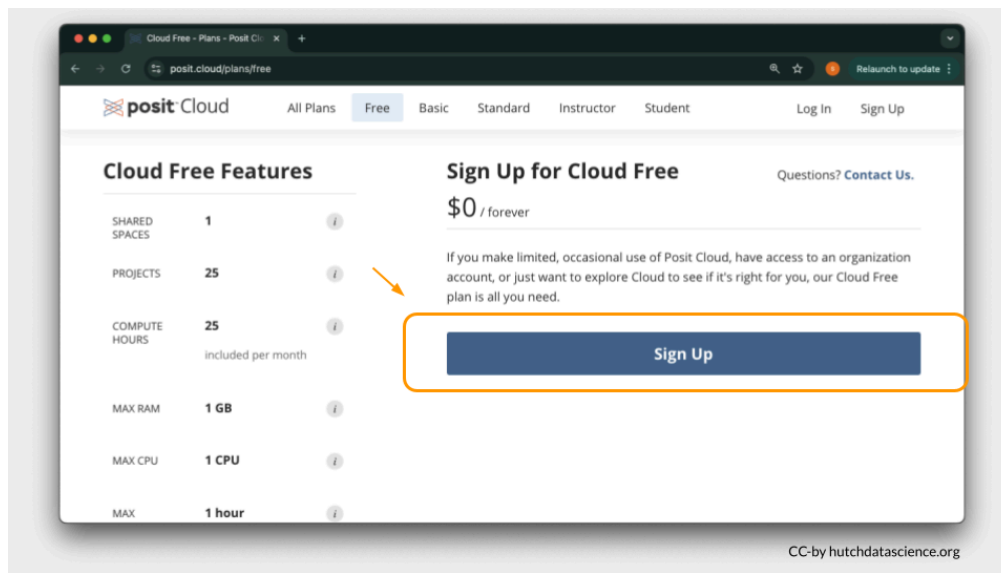 Cloud Free - Plans - Posit Clo
posit.cloud/plans/free
Relaunch to update
posit Cloud
All Plans
Free
Basic
Standard
Instructor
Student
Log In
Sign Up
Cloud Free Features
SHARED SPACES
1
i
PROJECTS
25
i
COMPUTE HOURS
25
i
included per month
MAX RAM
1 GB
i
MAX CPU
1 CPU
i
MAX
1 hour
i
Sign Up for Cloud Free
Questions? Contact Us.
$0 / forever
If you make limited, occasional use of Posit Cloud, have access to an organization
account, or just want to explore Cloud to see if it's right for you, our Cloud Free
plan is all you need.
Sign Up
CC-by hutchdatascience.org